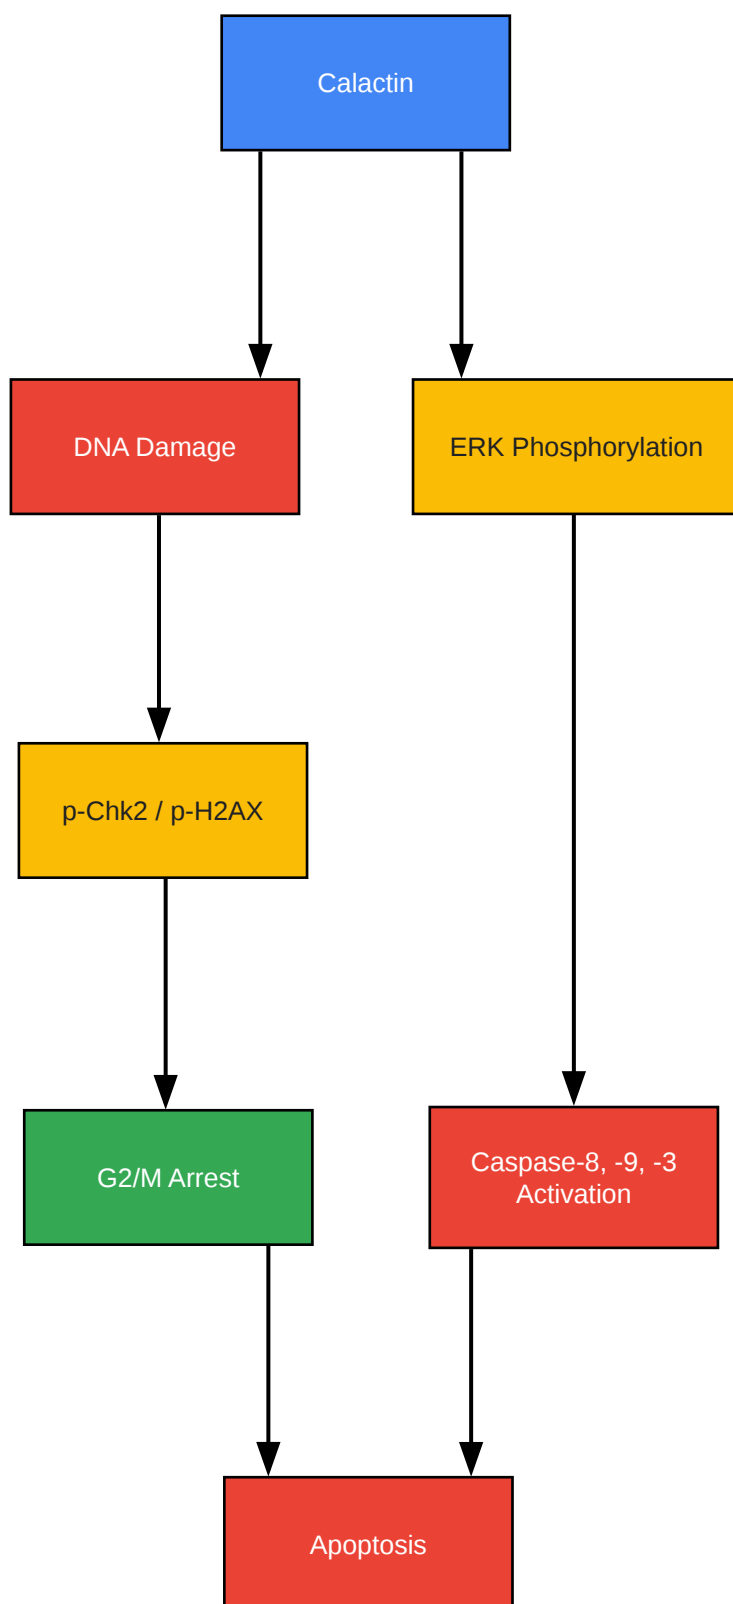 Calactin
DNA Damage
ERK Phosphorylation
p-Chk2 / p-H2AX
G2/M Arrest
Caspase-8, -9, -3
Activation
Apoptosis